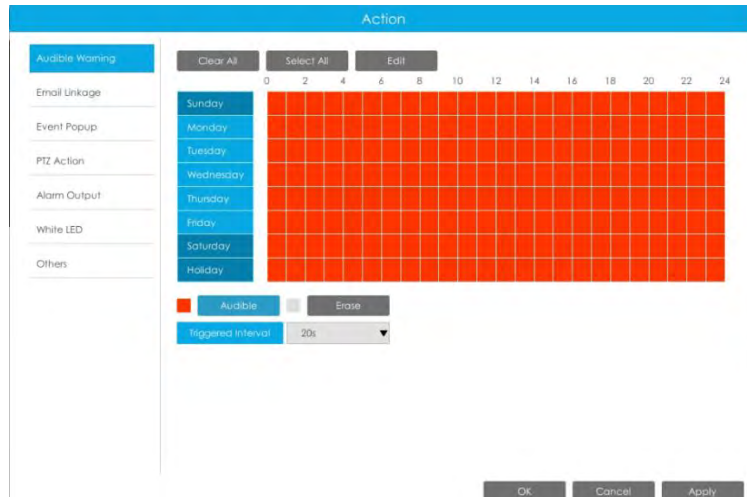 Action
Audible Warning
Email Linkage
Event Popup
PTZ Action
Alarm Output
White LED
Others
Clear All Select All Edit
0 2 4 6 8 10 12 14 16 18 20 22 24
Sunday
Monday
Tuesday
Wednesday
Thursday
Friday
Saturday
Holiday
Audible Erase
Triggered Interval 20s
OK Cancel Apply